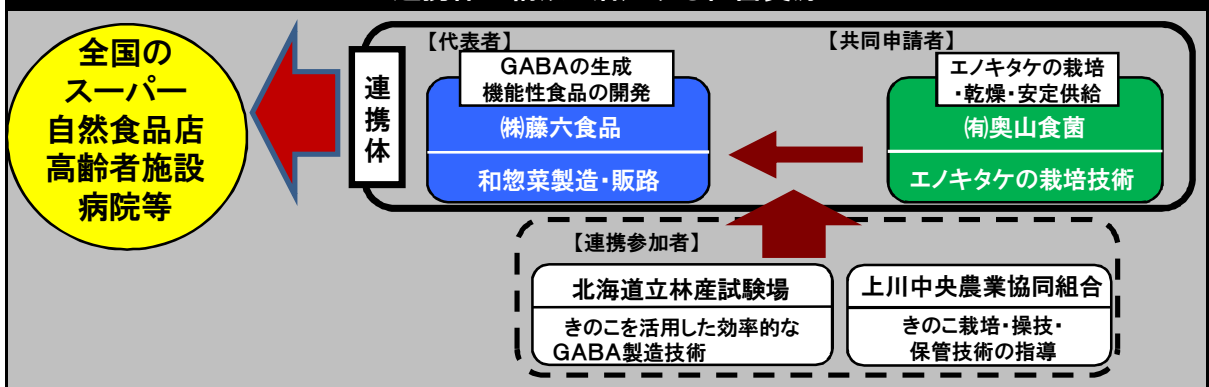 全国の
スーパー
自然食品店
高齢者施設
病院等
連携体
【代表者】
GABAの生成
機能性食品の開発
㈱藤六食品
和惣菜製造・販路
【共同申請者】
エノキタケの栽培
・乾燥・安定供給
㈲奥山食菌
エノキタケの栽培技術
【連携参加者】
北海道立林産試験場
きのこを活用した効率的な
GABA製造技術
上川中央農業協同組合
きのこ栽培・操技・
保管技術の指導